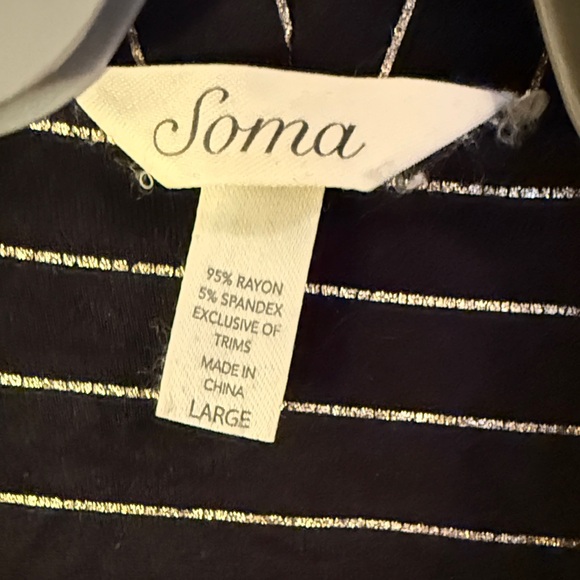 Soma
95% RAYON
5% SPANDEX
EXCLUSIVE OF
TRIMS
MADE IN
CHINA
LARGE